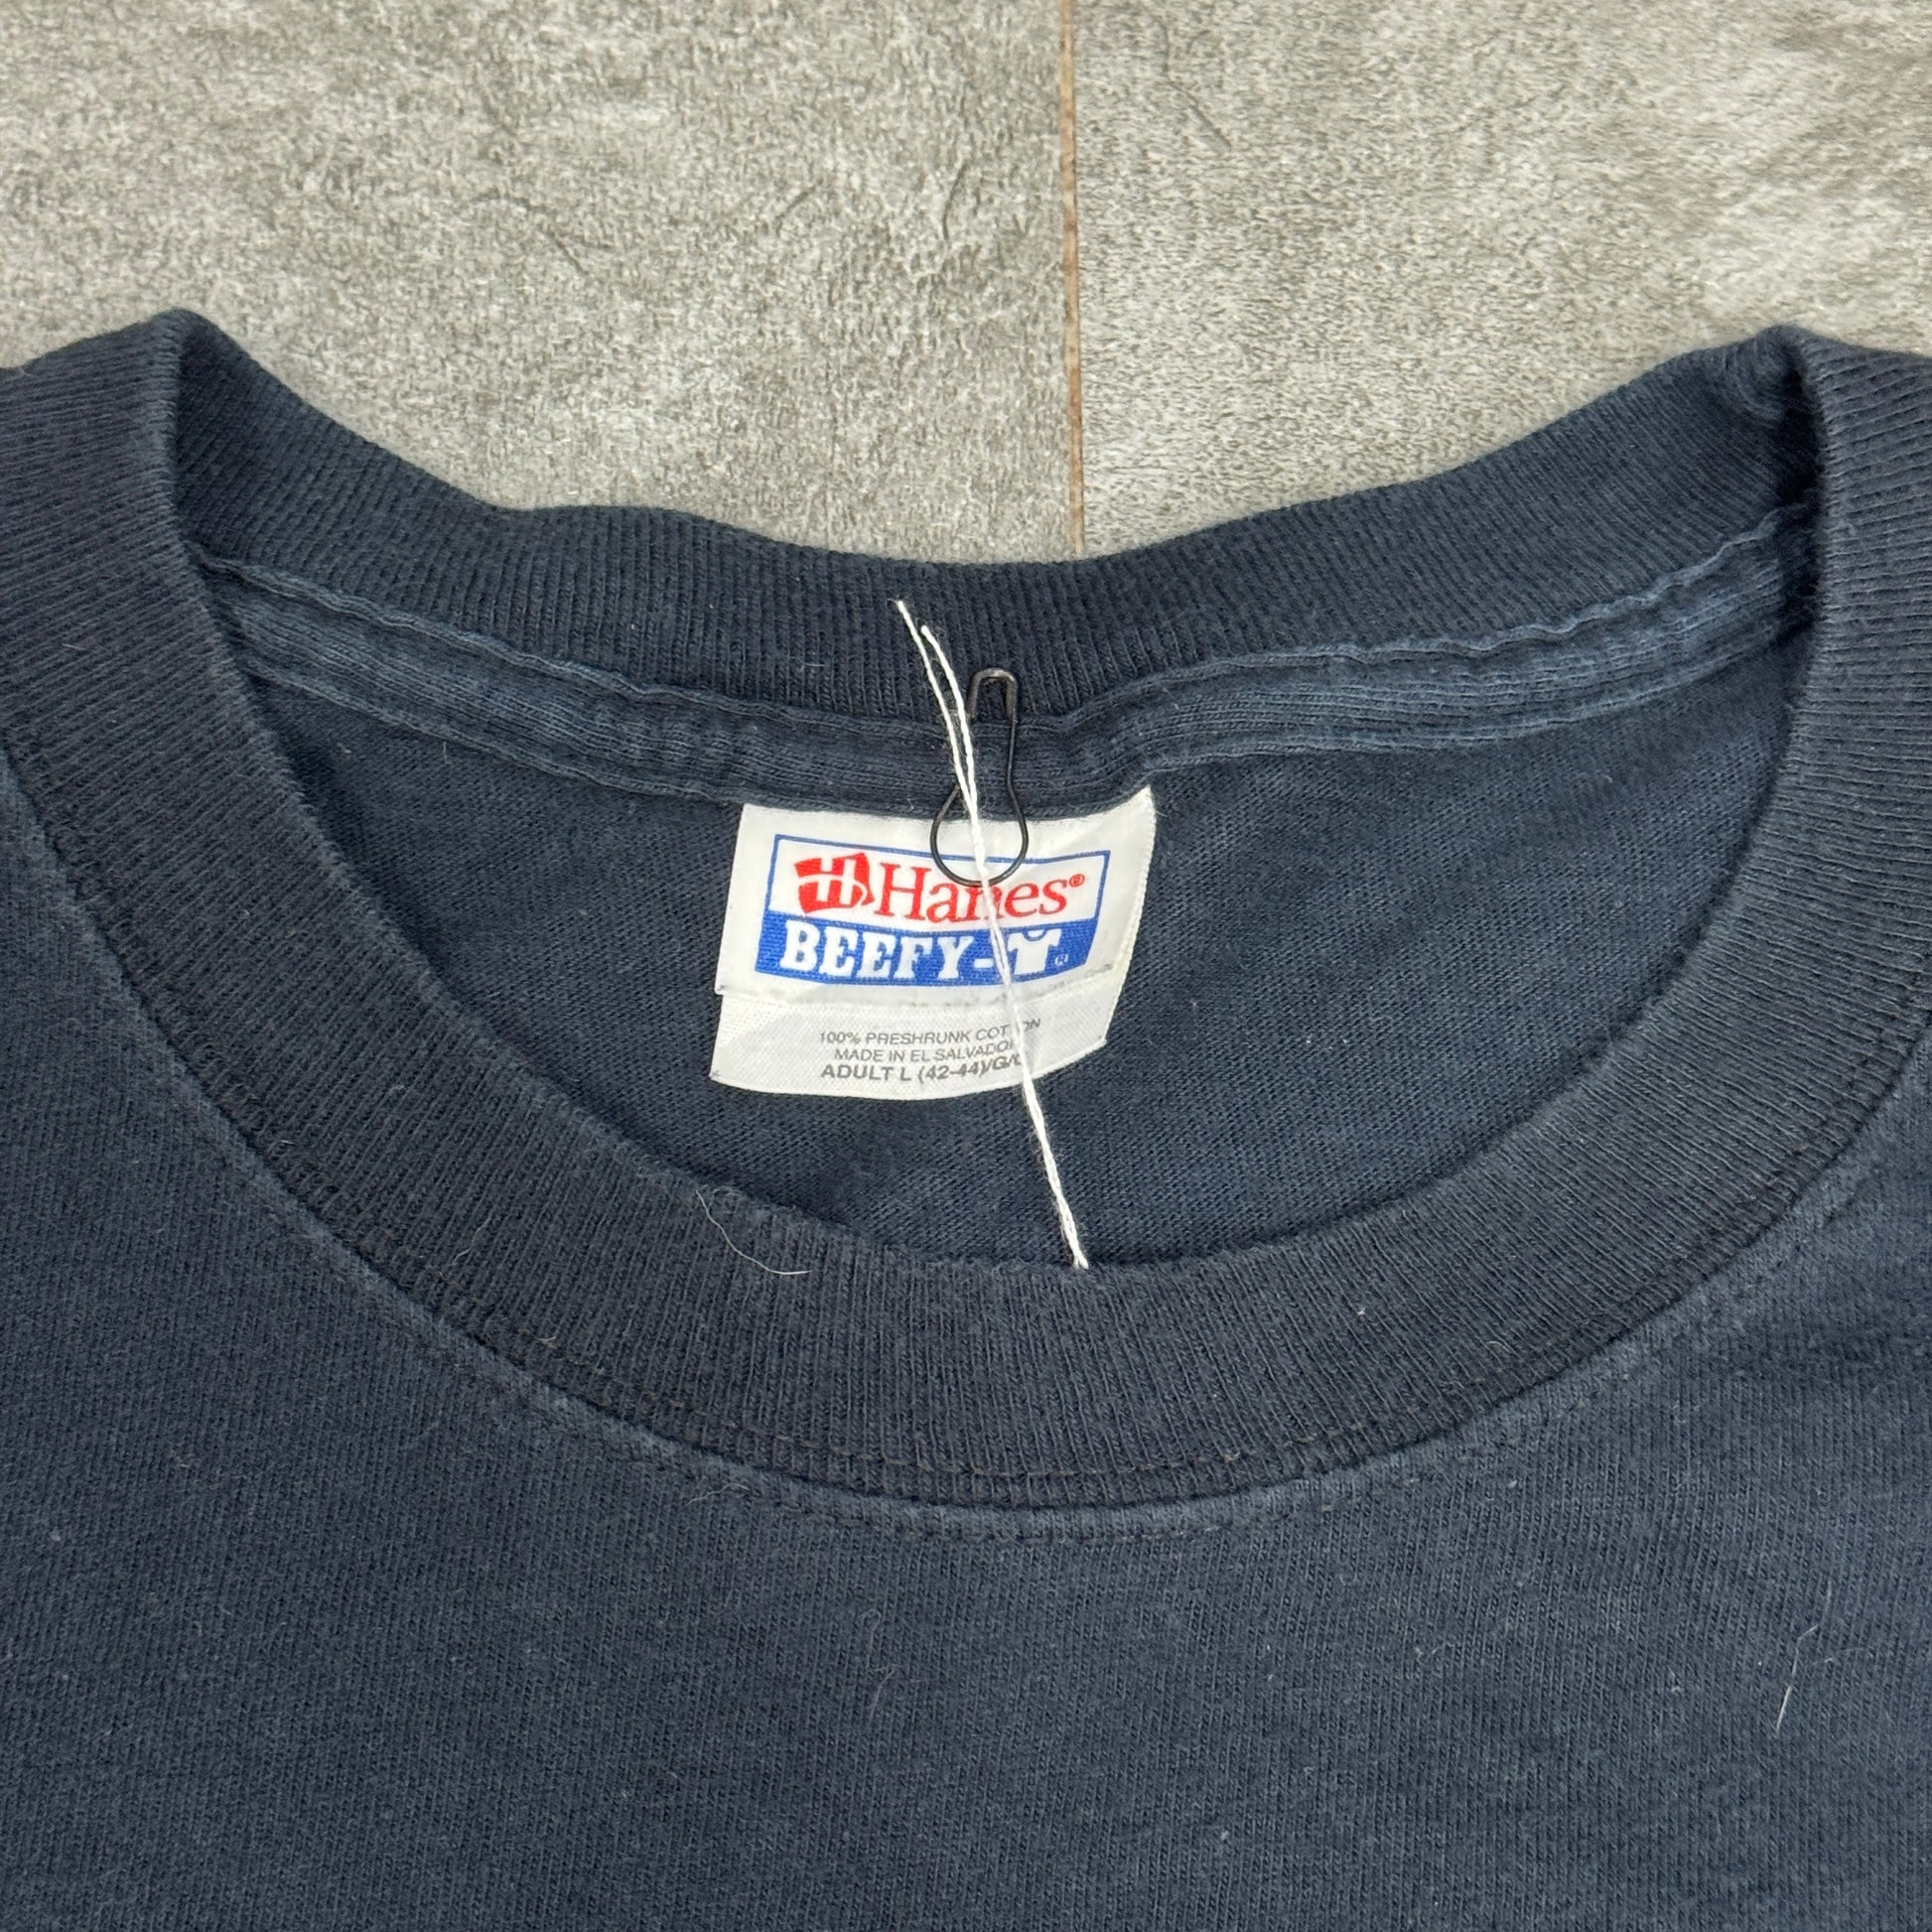 Hanes®
BEEFY-T®
100% PRESHRUNK COTTON
MADE IN EL SALVADOR
ADULT L (42-44)/G/G